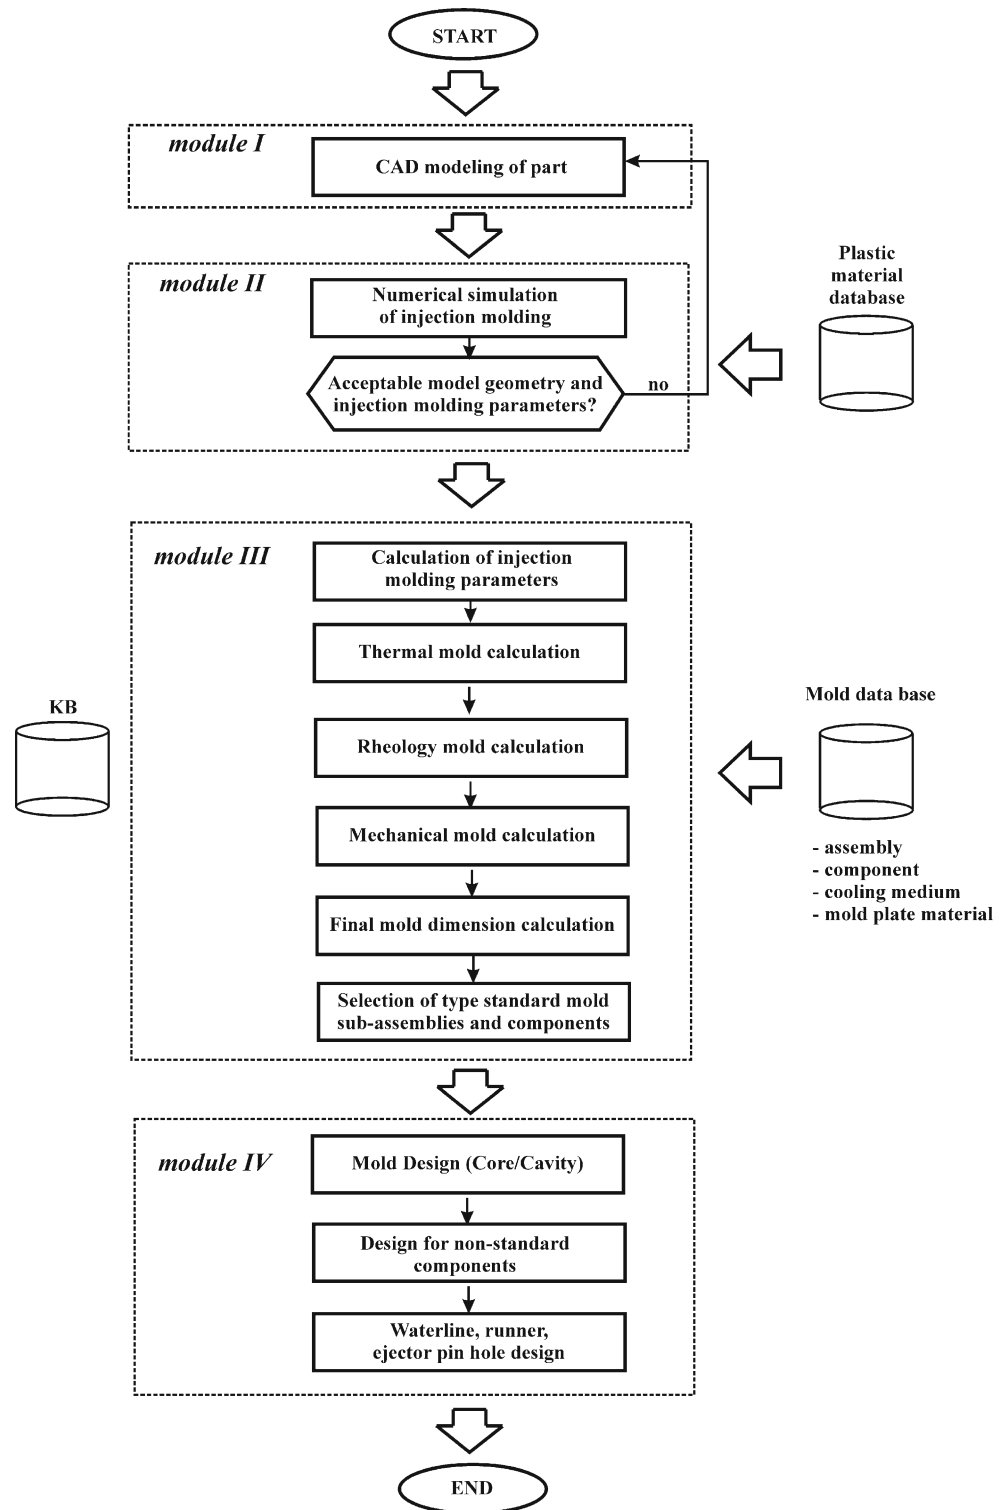 START
module I
CAD modeling of part
module II
Numerical simulation
of injection molding
Acceptable model geometry and
injection molding parameters?
no
Plastic
material
database
module III
Calculation of injection
molding parameters
Thermal mold calculation
Rheology mold calculation
Mechanical mold calculation
Final mold dimension calculation
Selection of type standard mold
sub-assemblies and components
KB
Mold data base
- assembly
- component
- cooling medium
- mold plate material
module IV
Mold Design (Core/Cavity)
Design for non-standard
components
Waterline, runner,
ejector pin hole design
END